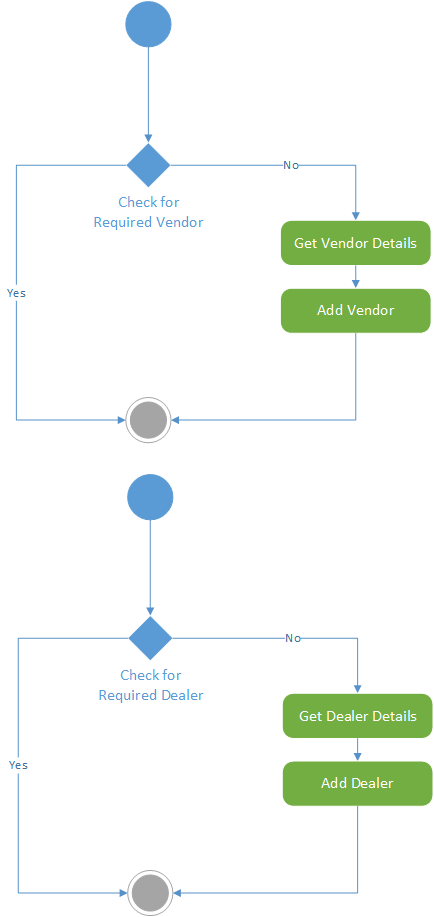 No
Check for
Required Vendor
Get Vendor Details
Yes
Add Vendor
No
Check for
Required Dealer
Get Dealer Details
Yes
Add Dealer